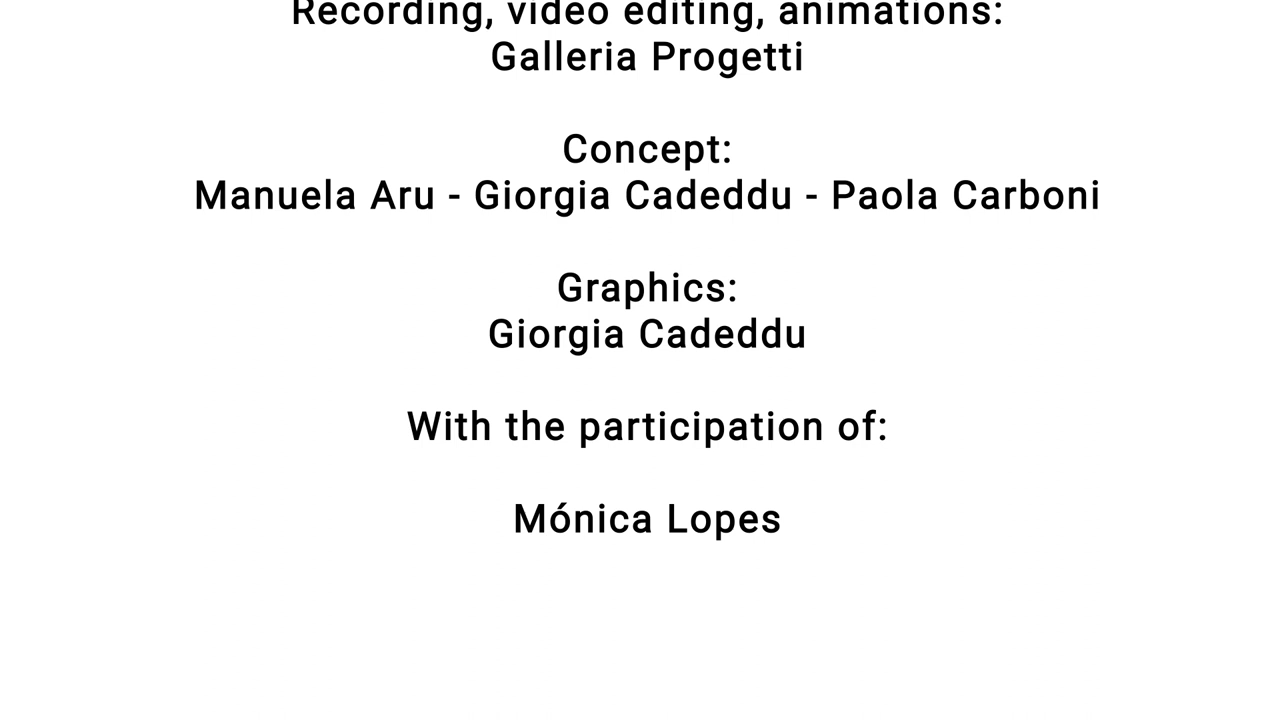 Recording, video editing, animations:
Galleria Progetti
Concept:
Manuela Aru - Giorgia Cadeddu - Paola Carboni
Graphics:
Giorgia Cadeddu
With the participation of:
Mónica Lopes